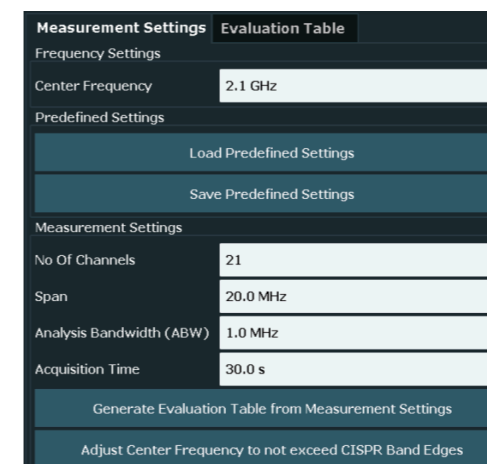 Measurement Settings Evaluation Table
Frequency Settings
Center Frequency 2.1 GHz
Predefined Settings
Load Predefined Settings
Save Predefined Settings
Measurement Settings
No Of Channels 21
Span 20.0 MHz
Analysis Bandwidth (ABW) 1.0 MHz
Acquisition Time 30.0 s
Generate Evaluation Table from Measurement Settings
Adjust Center Frequency to not exceed CISPR Band Edges